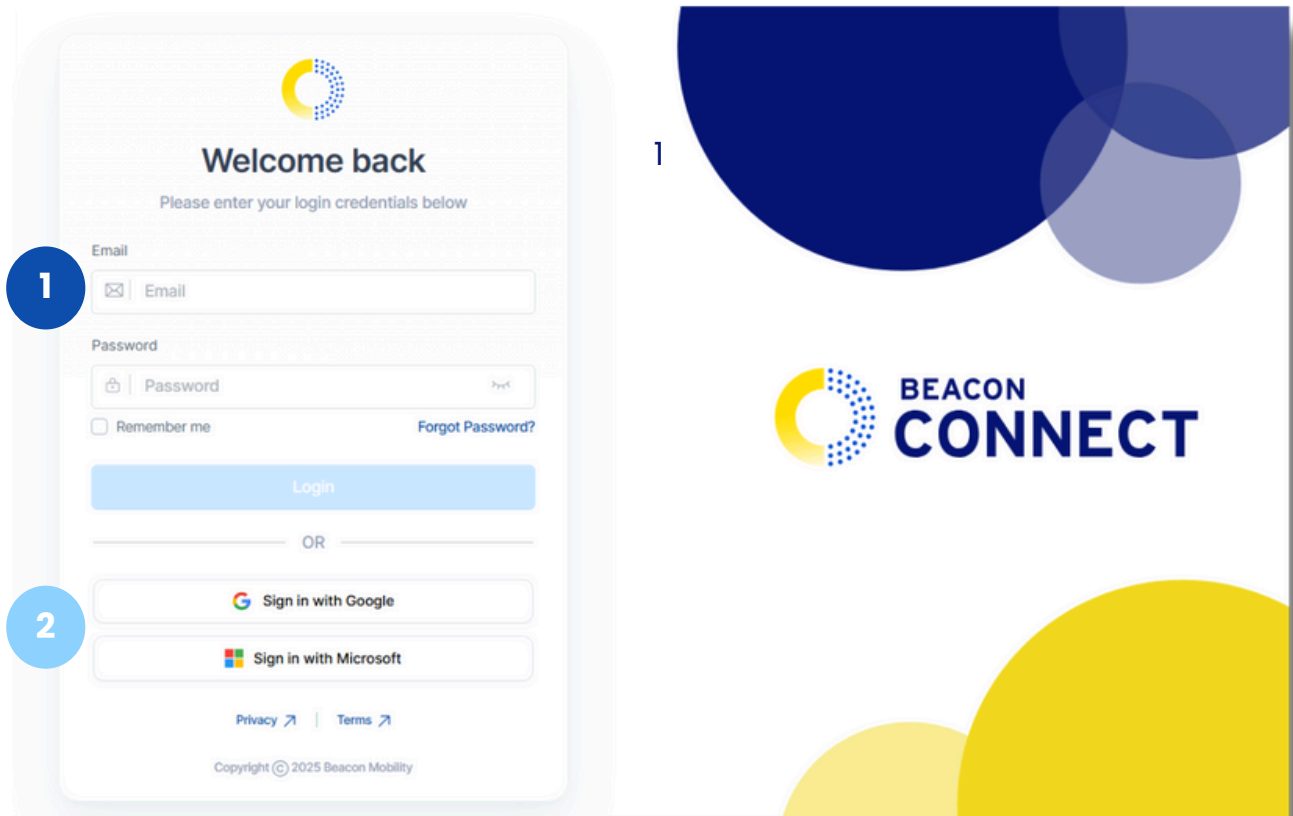 Welcome back
Please enter your login credentials below
Email
1
Email
Password
Password
Remember me Forgot Password?
Login
OR
2
Sign in with Google
Sign in with Microsoft
Privacy | Terms
Copyright © 2025 Beacon Mobility
1
BEACON
CONNECT